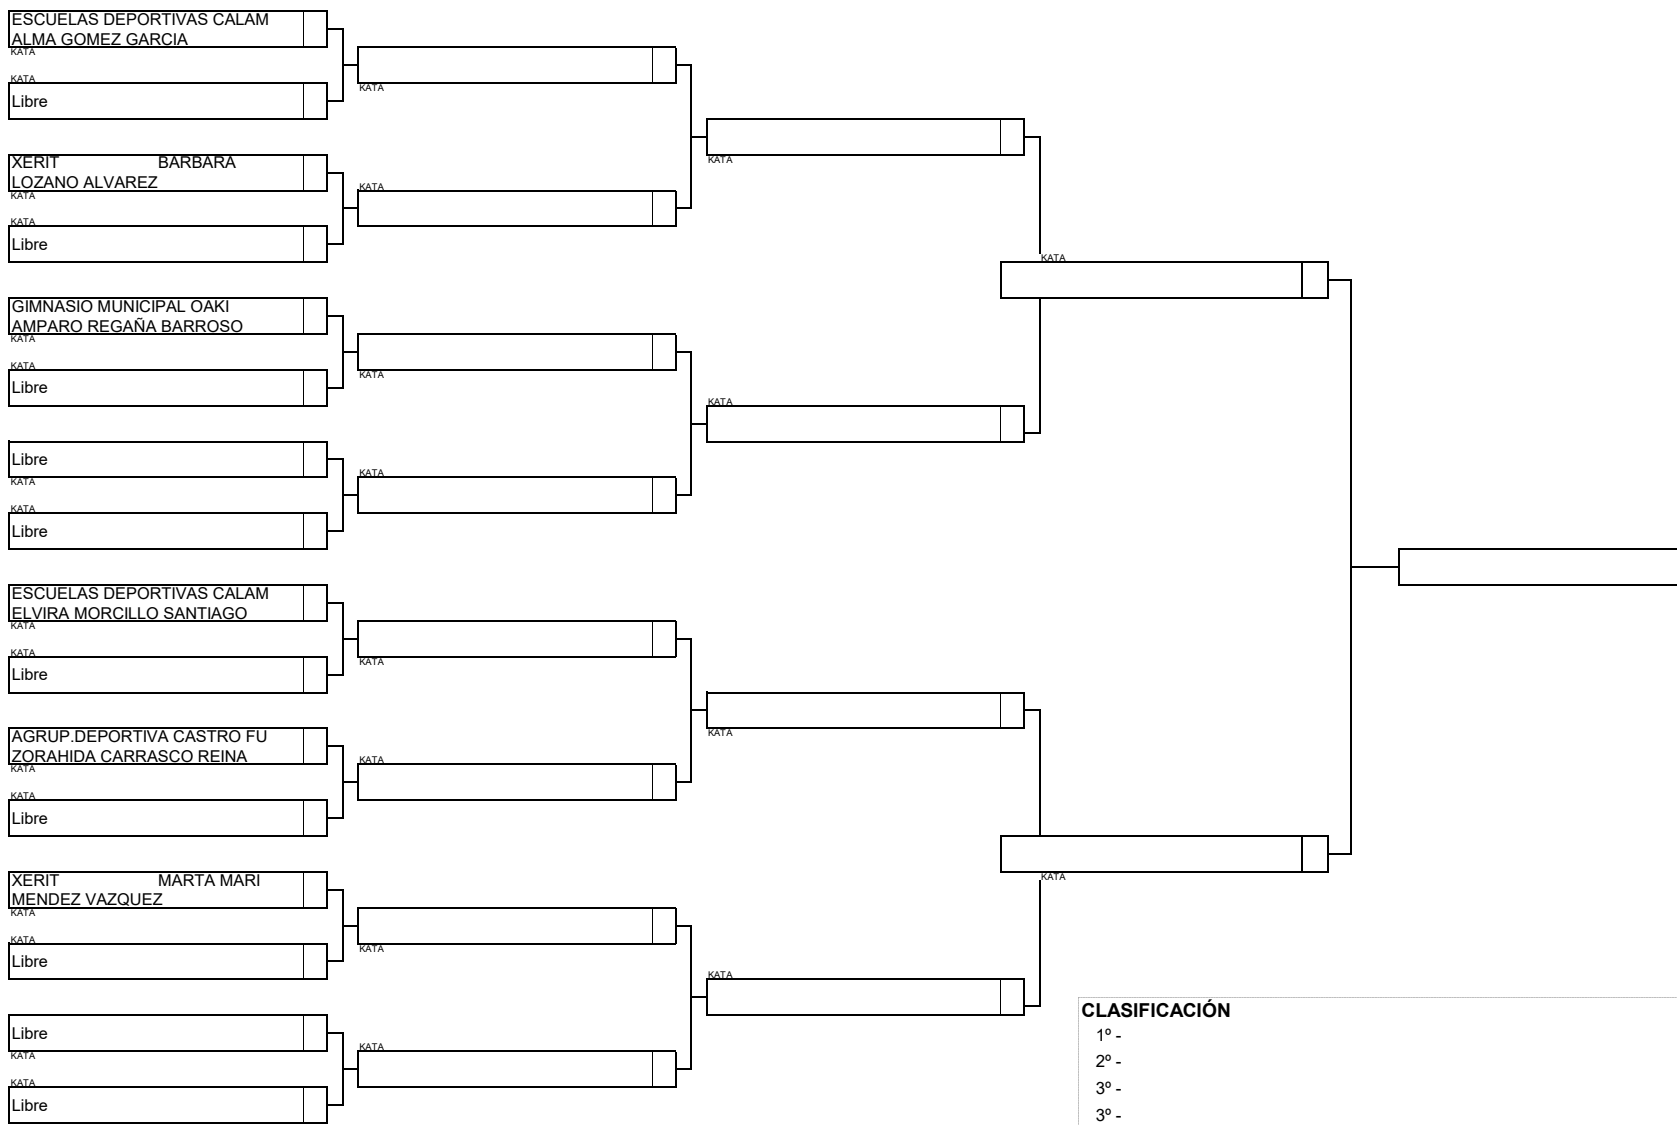 ESCUELAS DEPORTIVAS CALAM
ALMA GOMEZ GARCIA
KATA
KATA
Libre
XERIT BARBARA
LOZANO ALVAREZ
KATA
KATA
Libre
GIMNASIO MUNICIPAL OAKI
AMPARO REGAÑA BARROSO
KATA
KATA
Libre
Libre
KATA
KATA
Libre
ESCUELAS DEPORTIVAS CALAM
ELVIRA MORCILLO SANTIAGO
KATA
KATA
Libre
AGRUP.DEPORTIVA CASTRO FU
ZORAHIDA CARRASCO REINA
KATA
KATA
Libre
XERIT MARTA MARI
MENDEZ VAZQUEZ
KATA
KATA
Libre
Libre
KATA
KATA
Libre
KATA
KATA
KATA
KATA
KATA
KATA
KATA
KATA
KATA
KATA
KATA
KATA
KATA
KATA
CLASIFICACIÓN
1º -
2º -
3º -
3º -